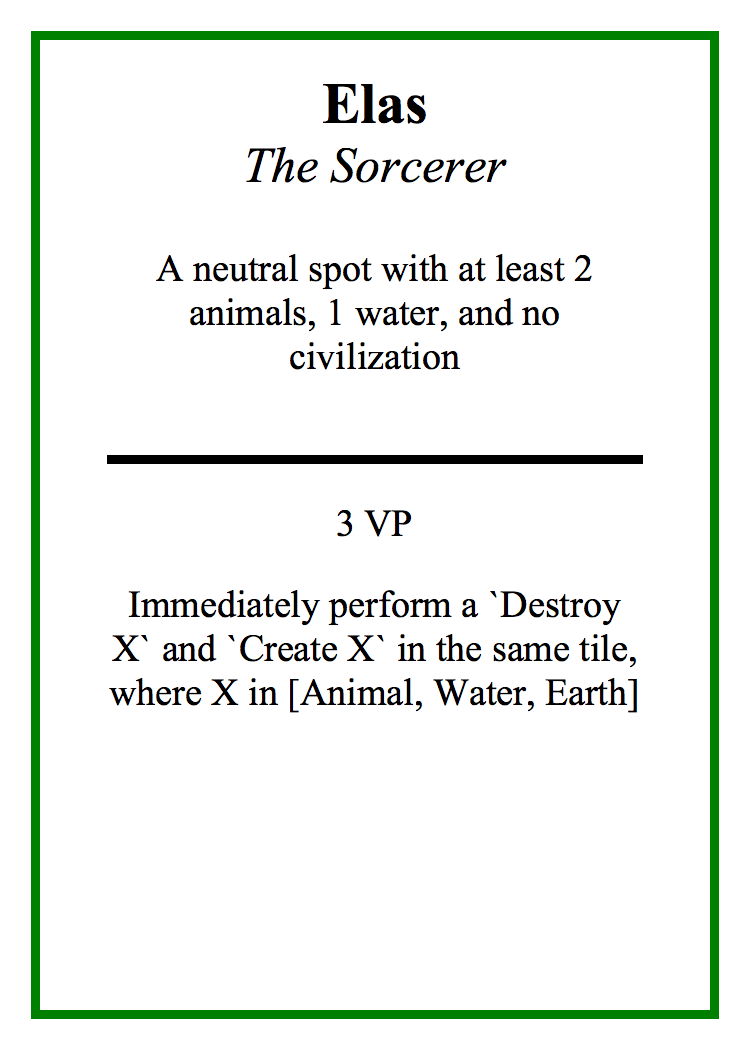 Elas
The Sorcerer
A neutral spot with at least 2
animals, 1 water, and no
civilization
3 VP
Immediately perform a `Destroy
X` and `Create X` in the same tile,
where X in [Animal, Water, Earth]